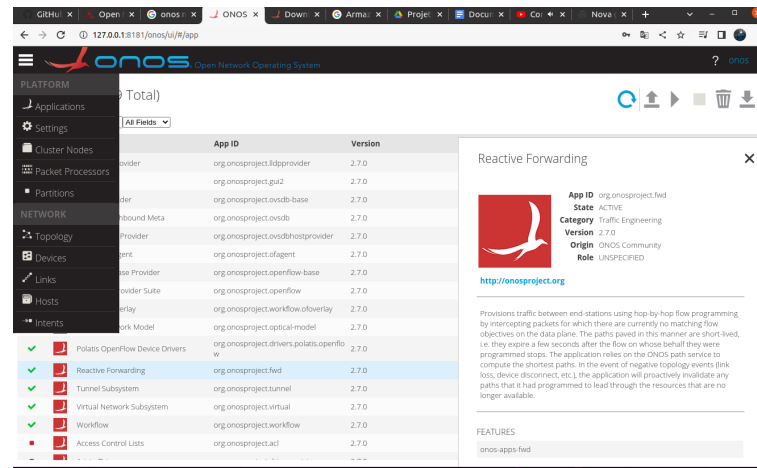 GitHub
Open
onos n
ONOS
Downl
Armaz
Projet
Docum
Cor
Nova
127.0.0.1:8181/onos/ui/#/app
onos
Open Network Operating System
?
onos
PLATFORM
Applications
Settings
Cluster Nodes
Packet Processors
Partitions
NETWORK
Topology
Devices
Links
Hosts
Intents
9 Total)
All Fields
App ID
Version
ovider
org.onosproject.lldpprovider
2.7.0
org.onosproject.gui2
2.7.0
der
org.onosproject.ovsdb-base
2.7.0
hbound Meta
org.onosproject.ovsdb
2.7.0
Provider
org.onosproject.ovsdbhostprovider
2.7.0
gent
org.onosproject.ofagent
2.7.0
ase Provider
org.onosproject.openflow-base
2.7.0
ovider Suite
org.onosproject.openflow
2.7.0
erlay
org.onosproject.workflow.ofoverlay
2.7.0
ork Model
org.onosproject.optical-model
2.7.0
Polatis OpenFlow Device Drivers
org.onosproject.drivers.polatis.openflo
w
2.7.0
Reactive Forwarding
org.onosproject.fwd
2.7.0
Tunnel Subsystem
org.onosproject.tunnel
2.7.0
Virtual Network Subsystem
org.onosproject.virtual
2.7.0
Workflow
org.onosproject.workflow
2.7.0
Access Control Lists
org.onosproject.acl
2.7.0
Reactive Forwarding
App ID org.onosproject.fwd
State ACTIVE
Category Traffic Engineering
Version 2.7.0
Origin ONOS Community
Role UNSPECIFIED
http://onosproject.org
Provisions traffic between end-stations using hop-by-hop flow programming
by intercepting packets for which there are currently no matching flow
objectives on the data plane. The paths paved in this manner are short-lived,
i.e. they expire a few seconds after the flow on whose behalf they were
programmed stops. The application relies on the ONOS path service to
compute the shortest paths. In the event of negative topology events (link
loss, device disconnect, etc.), the application will proactively invalidate any
paths that it had programmed to lead through the resources that are no
longer available.
FEATURES
onos-apps-fwd